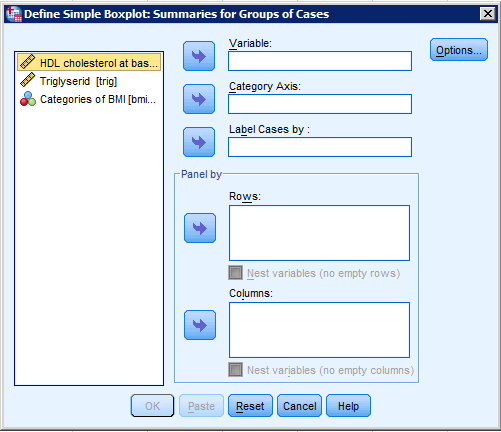 Define Simple Boxplot: Summaries for Groups of Cases
HDL cholesterol at bas...
Triglyserid [trig]
Categories of BMI [bmi...
Variable:
Options...
Category Axis:
Label Cases by :
Panel by
Rows:
Nest variables (no empty rows)
Columns:
Nest variables (no empty columns)
OK
Paste
Reset
Cancel
Help